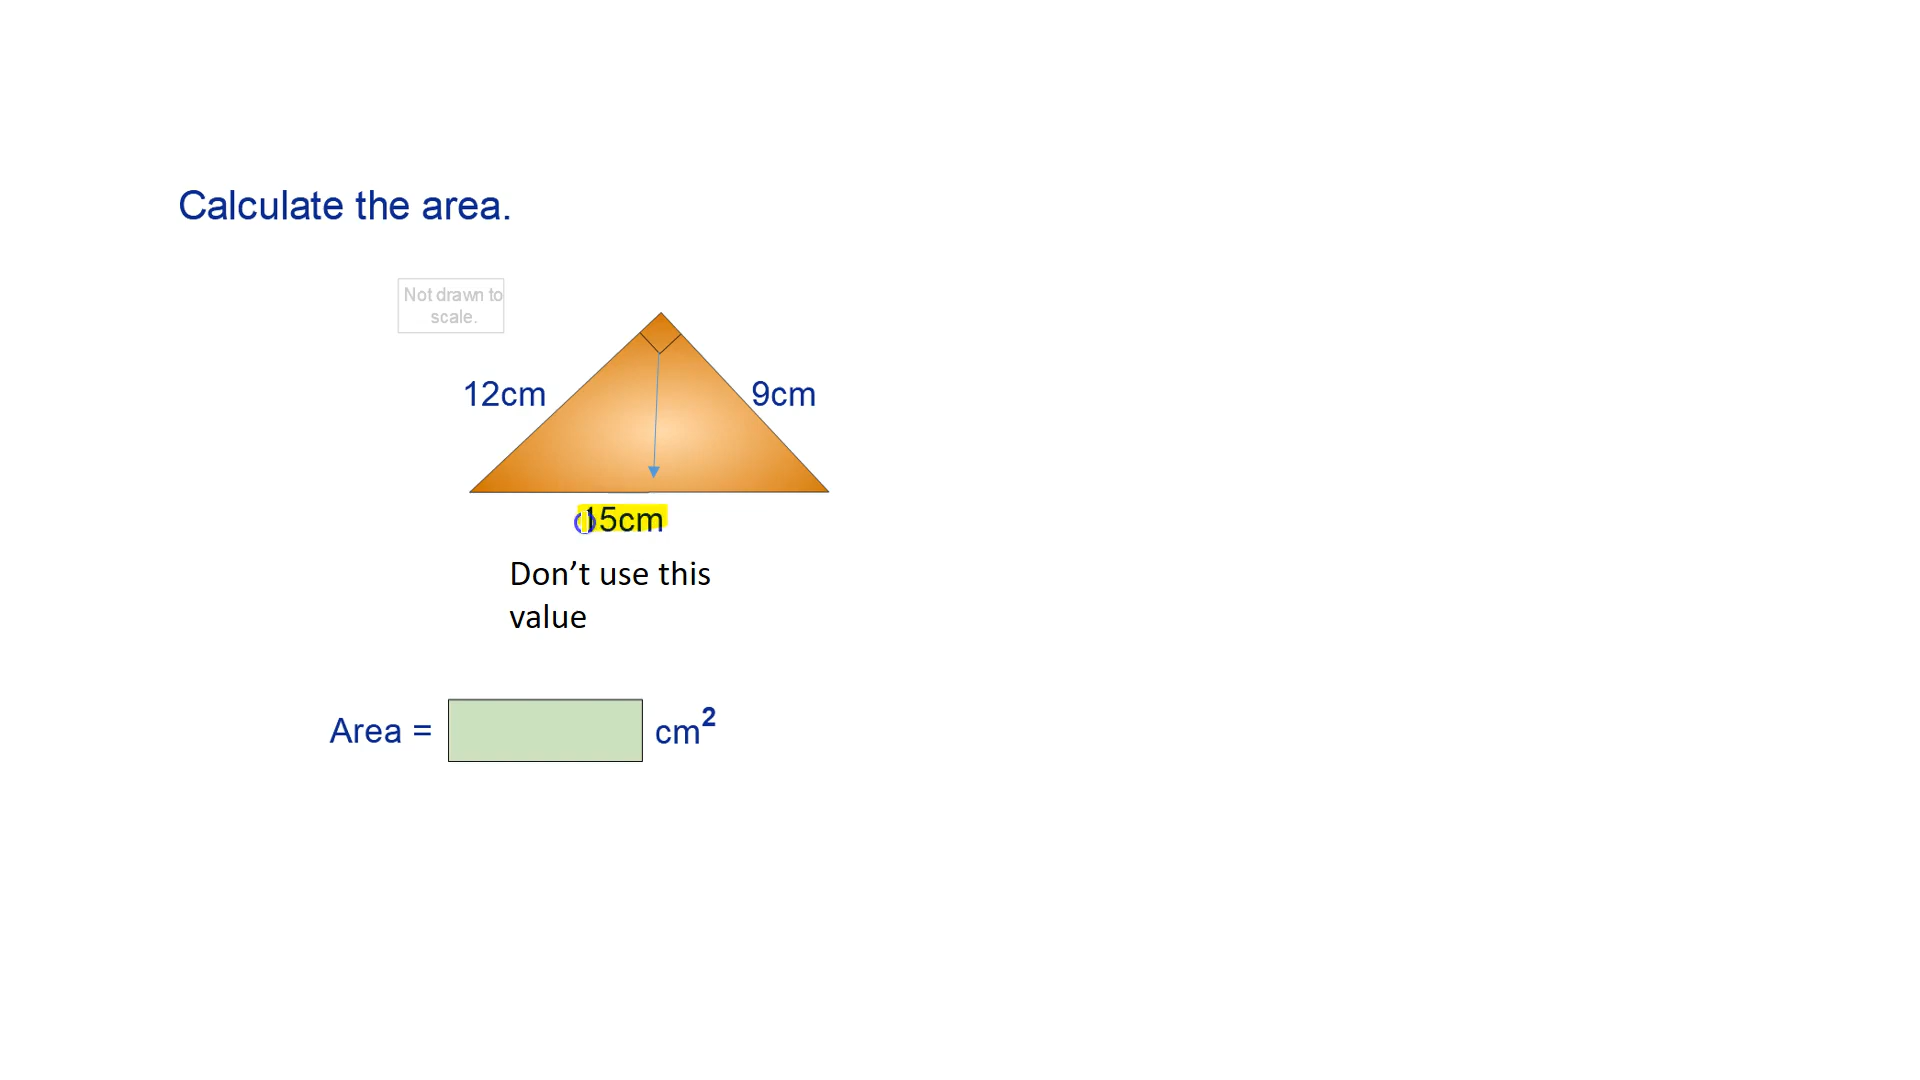 Calculate the area.
Not drawn to
scale.
12cm
9cm
15cm
Don’t use this
value
Area =
cm²